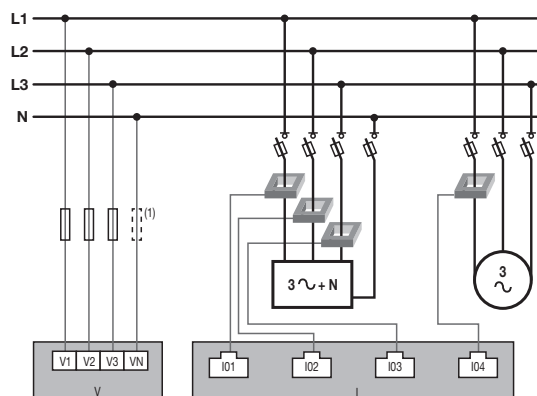 L1
L2
L3
N
(1)
3 ∿ + N
3
∿
V1 V2 V3 VN
I01 I02 I03 I04
V
I